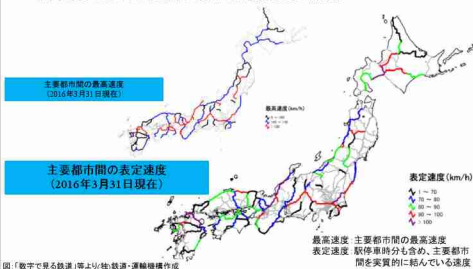 主要都市間の最高速度
(2016年3月31日現在)
最高速度(km/h)
主要都市間の表定速度
(2016年3月31日現在)
表定速度(km/h)
1 ~ 70
70 ~ 80
80 ~ 90
90 ~ 100
> 100
最高速度:主要都市間の最高速度
表定速度:駅停車時分も含め、主要都市
間を実質的に結んでいる速度
図:「数字で見る鉄道」等より(独)鉄道・運輸機構作成